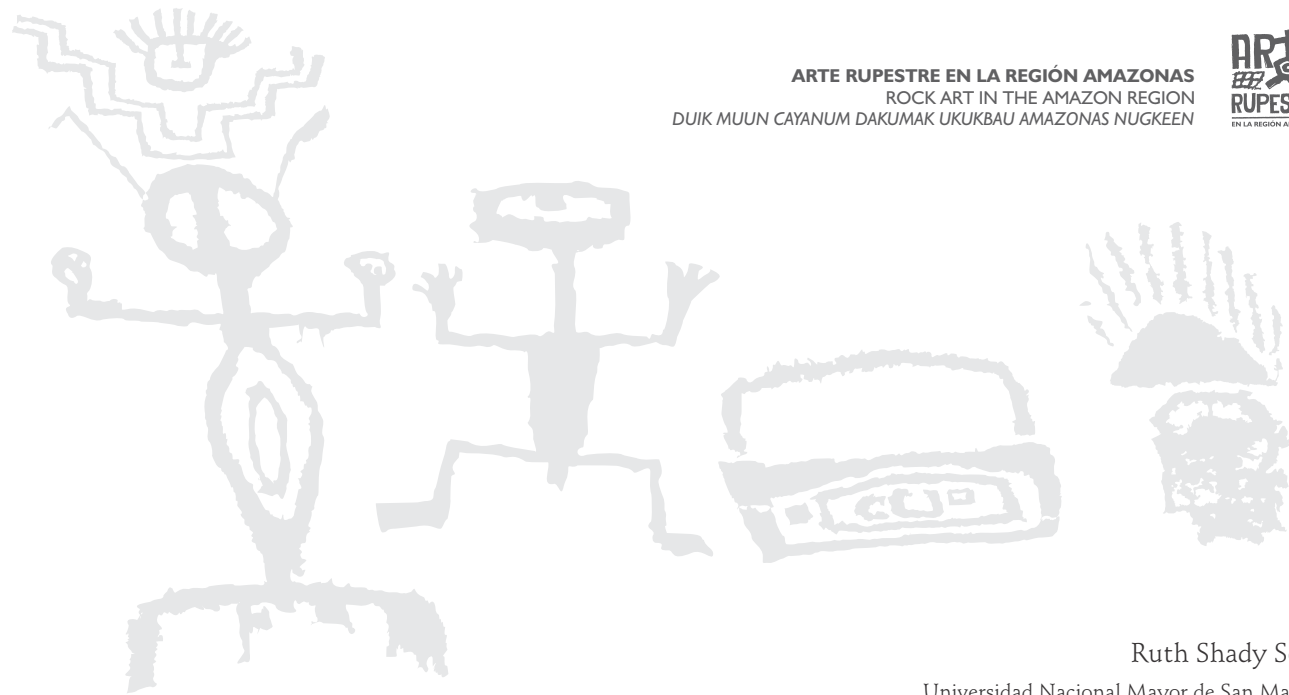 ARTE RUPESTRE EN LA REGIÓN AMAZONAS
ROCK ART IN THE AMAZON REGION
DUIK MUUN CAYANUM DAKUMAK UKUKBAU AMAZONAS NUGKEEN
EN LA REGIÓN
Ruth Shady
Universidad Nacional Mayor de San